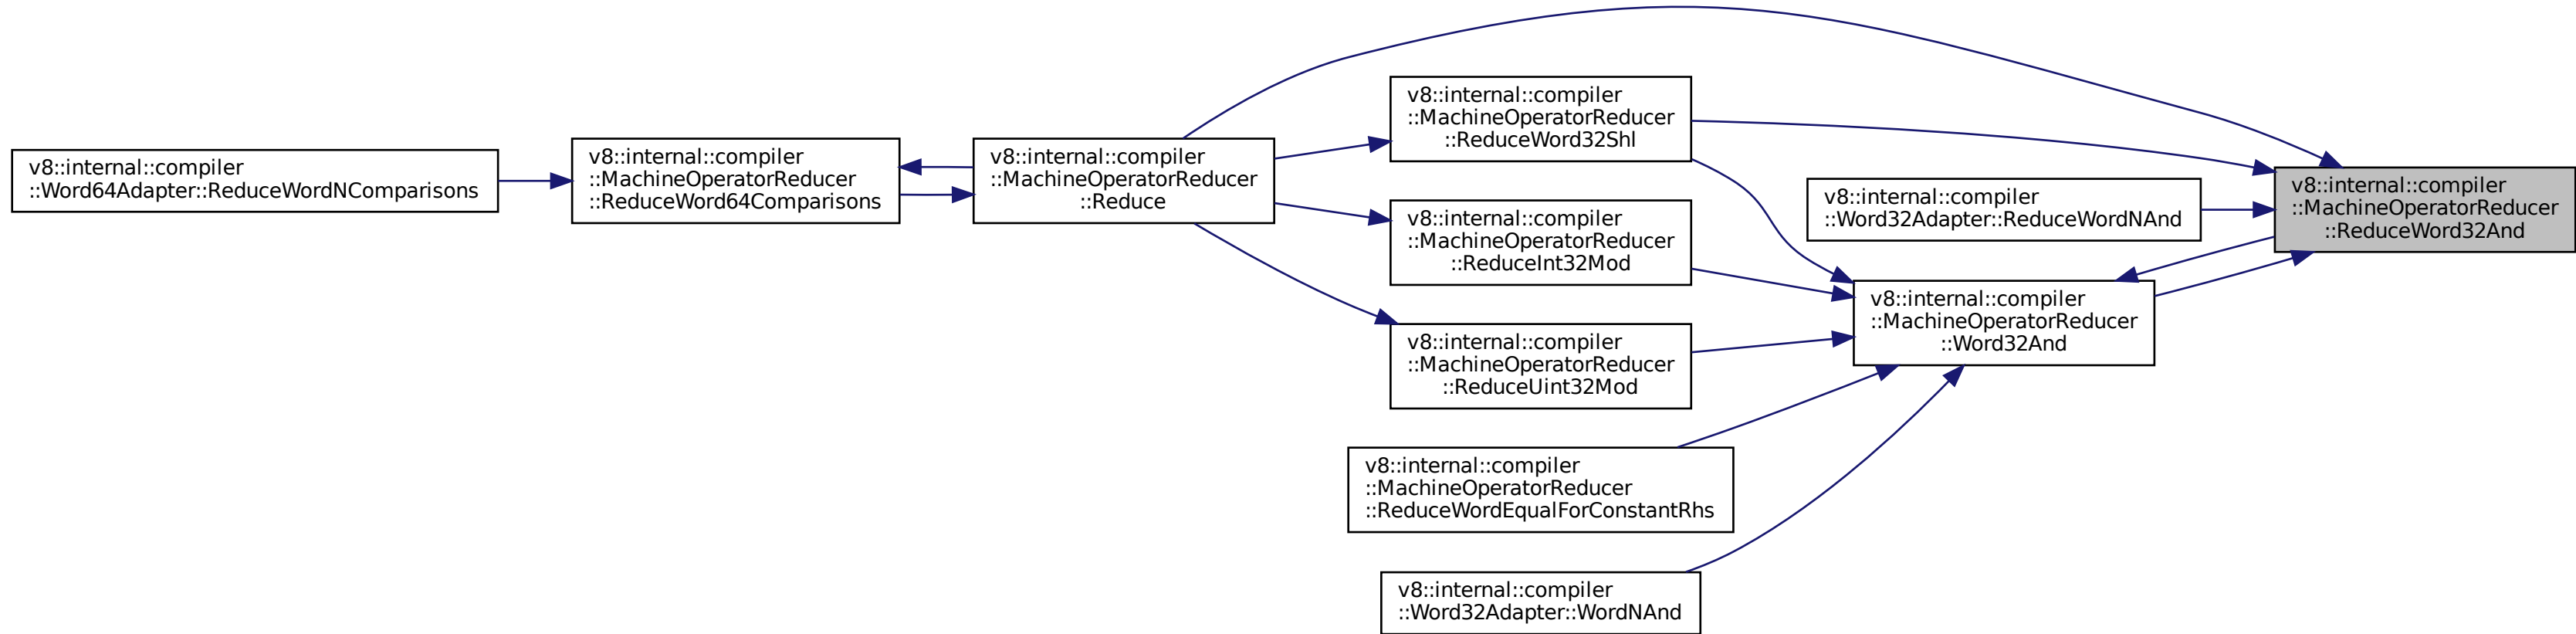 v8::internal::compiler
::Word64Adapter::ReduceWordNComparisons
v8::internal::compiler
::MachineOperatorReducer
::ReduceWord64Comparisons
v8::internal::compiler
::MachineOperatorReducer
::Reduce
v8::internal::compiler
::MachineOperatorReducer
::ReduceWord32Shl
v8::internal::compiler
::MachineOperatorReducer
::ReduceInt32Mod
v8::internal::compiler
::MachineOperatorReducer
::ReduceUint32Mod
v8::internal::compiler
::MachineOperatorReducer
::ReduceWordEqualForConstantRhs
v8::internal::compiler
::Word32Adapter::WordNAnd
v8::internal::compiler
::Word32Adapter::ReduceWordNAnd
v8::internal::compiler
::MachineOperatorReducer
::Word32And
v8::internal::compiler
::MachineOperatorReducer
::ReduceWord32And